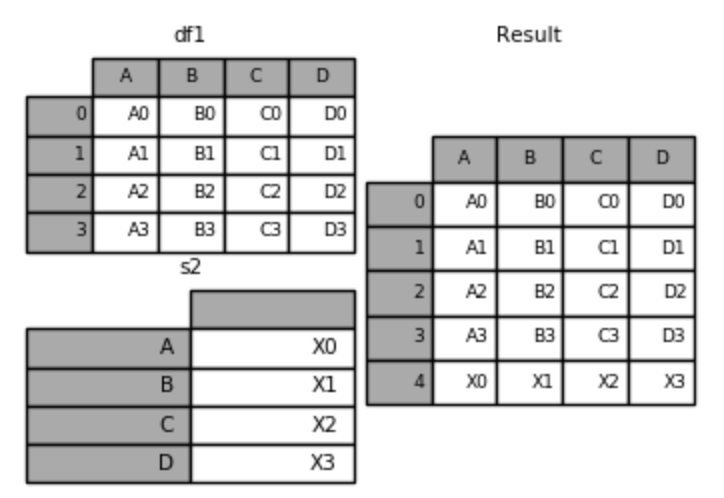 df1
A B C D
0 A0 B0 C0 D0
1 A1 B1 C1 D1
2 A2 B2 C2 D2
3 A3 B3 C3 D3
s2
A X0
B X1
C X2
D X3
Result
A B C D
0 A0 B0 C0 D0
1 A1 B1 C1 D1
2 A2 B2 C2 D2
3 A3 B3 C3 D3
4 X0 X1 X2 X3